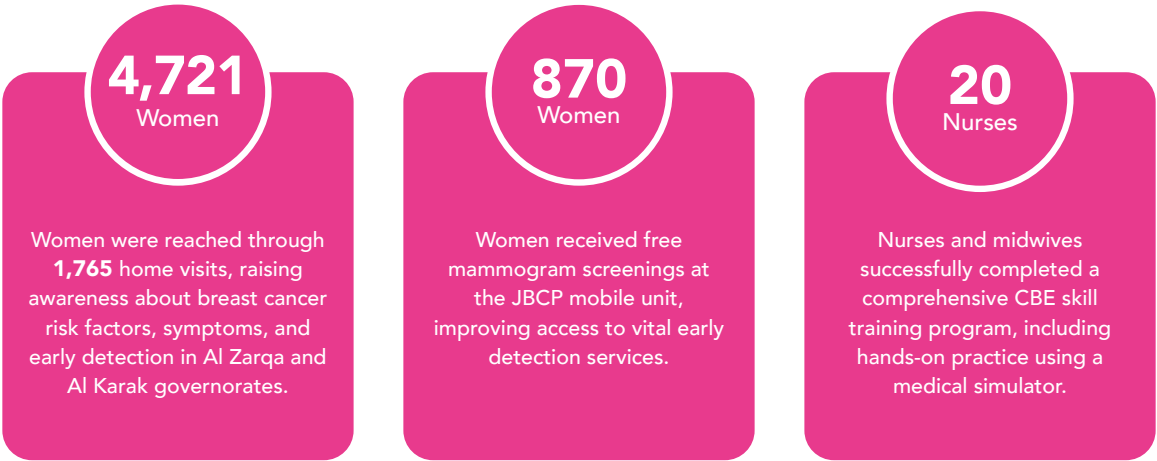 4,721
Women
Women were reached through
1,765 home visits, raising
awareness about breast cancer
risk factors, symptoms, and
early detection in Al Zarqa and
Al Karak governorates.
870
Women
Women received free
mammogram screenings at
the JBCP mobile unit,
improving access to vital early
detection services.
20
Nurses
Nurses and midwives
successfully completed a
comprehensive CBE skill
training program, including
hands-on practice using a
medical simulator.